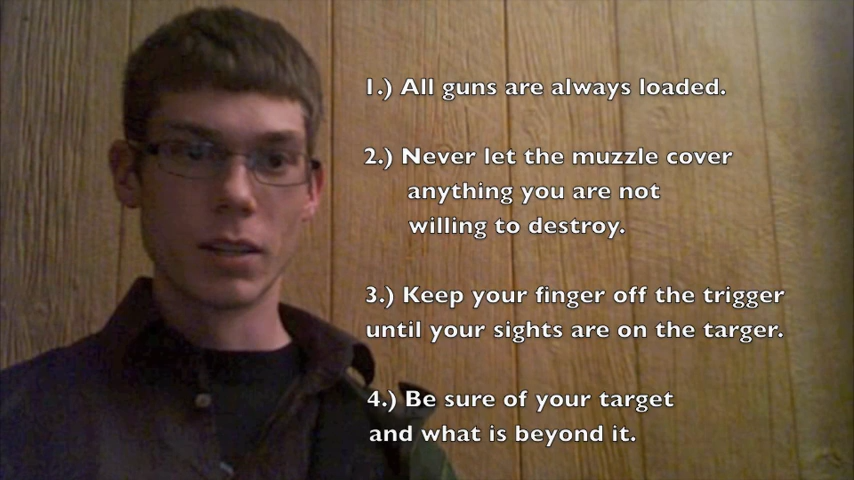 1.) All guns are always loaded.
2.) Never let the muzzle cover
anything you are not
willing to destroy.
3.) Keep your finger off the trigger
until your sights are on the targer.
4.) Be sure of your target
and what is beyond it.